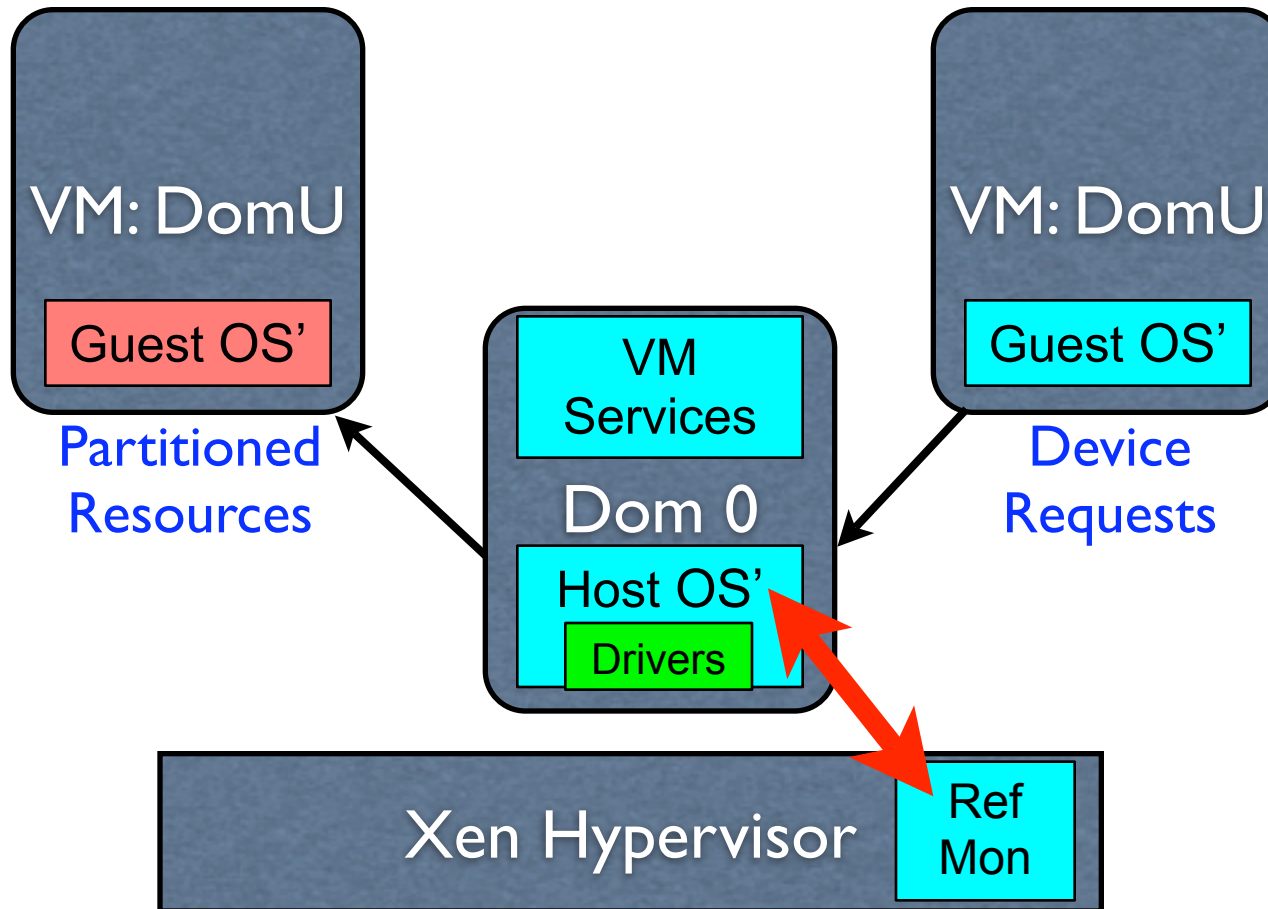 VM: DomU
Guest OS’
Partitioned
Resources
VM
Services
Dom 0
Host OS’
Drivers
VM: DomU
Guest OS’
Device
Requests
Xen Hypervisor
Ref
Mon